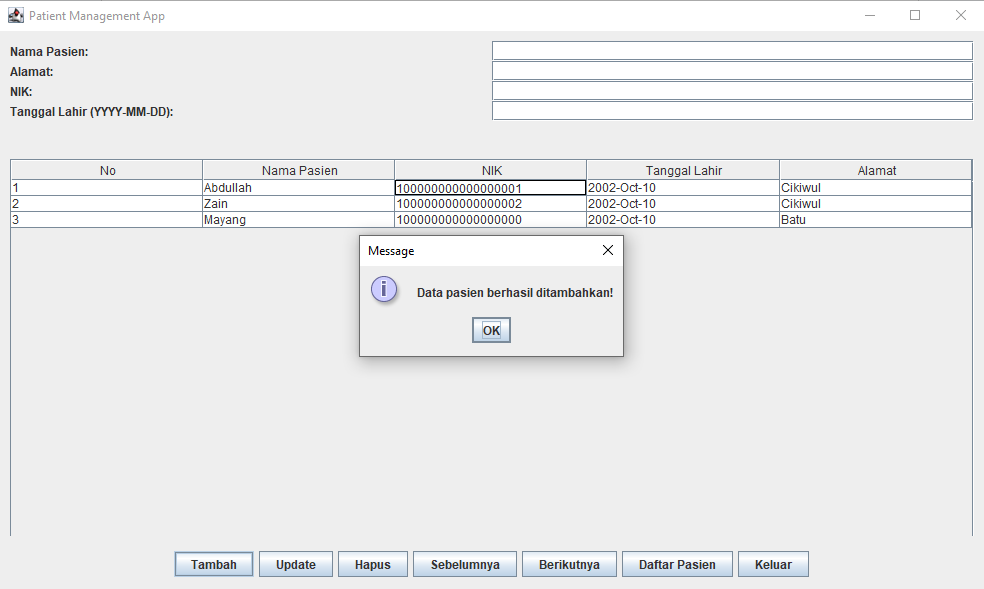 Patient Management App
Nama Pasien:
Alamat:
NIK:
Tanggal Lahir (YYYY-MM-DD):
No Nama Pasien NIK Tanggal Lahir Alamat
1 Abdullah 100000000000000001 2002-Oct-10 Cikiwul
2 Zain 100000000000000002 2002-Oct-10 Cikiwul
3 Mayang 100000000000000000 2002-Oct-10 Batu
Message
Data pasien berhasil ditambahkan!
OK
Tambah Update Hapus Sebelumnya Berikutnya Daftar Pasien Keluar